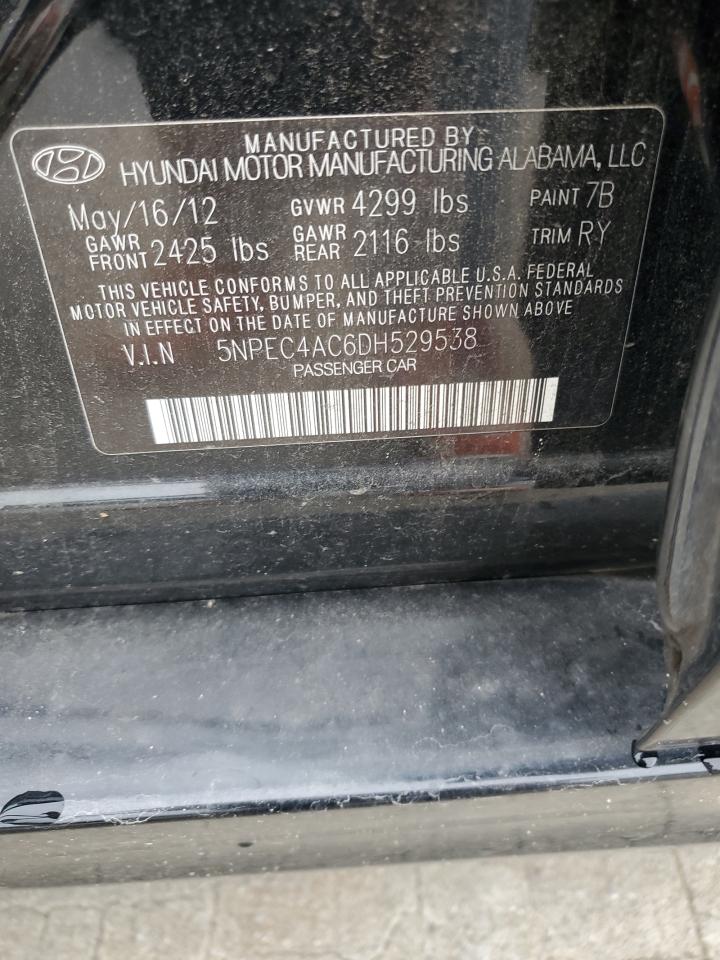 MANUFACTURED BY
HYUNDAI MOTOR MANUFACTURING ALABAMA, LLC
May/16/12 GVWR 4299 lbs PAINT 7B
GAWR FRONT 2425 lbs GAWR REAR 2116 lbs TRIM RY
THIS VEHICLE CONFORMS TO ALL APPLICABLE U.S.A. FEDERAL
MOTOR VEHICLE SAFETY, BUMPER, AND THEFT PREVENTION STANDARDS
IN EFFECT ON THE DATE OF MANUFACTURE SHOWN ABOVE
V.I.N 5NPEC4AC6DH529538
PASSENGER CAR